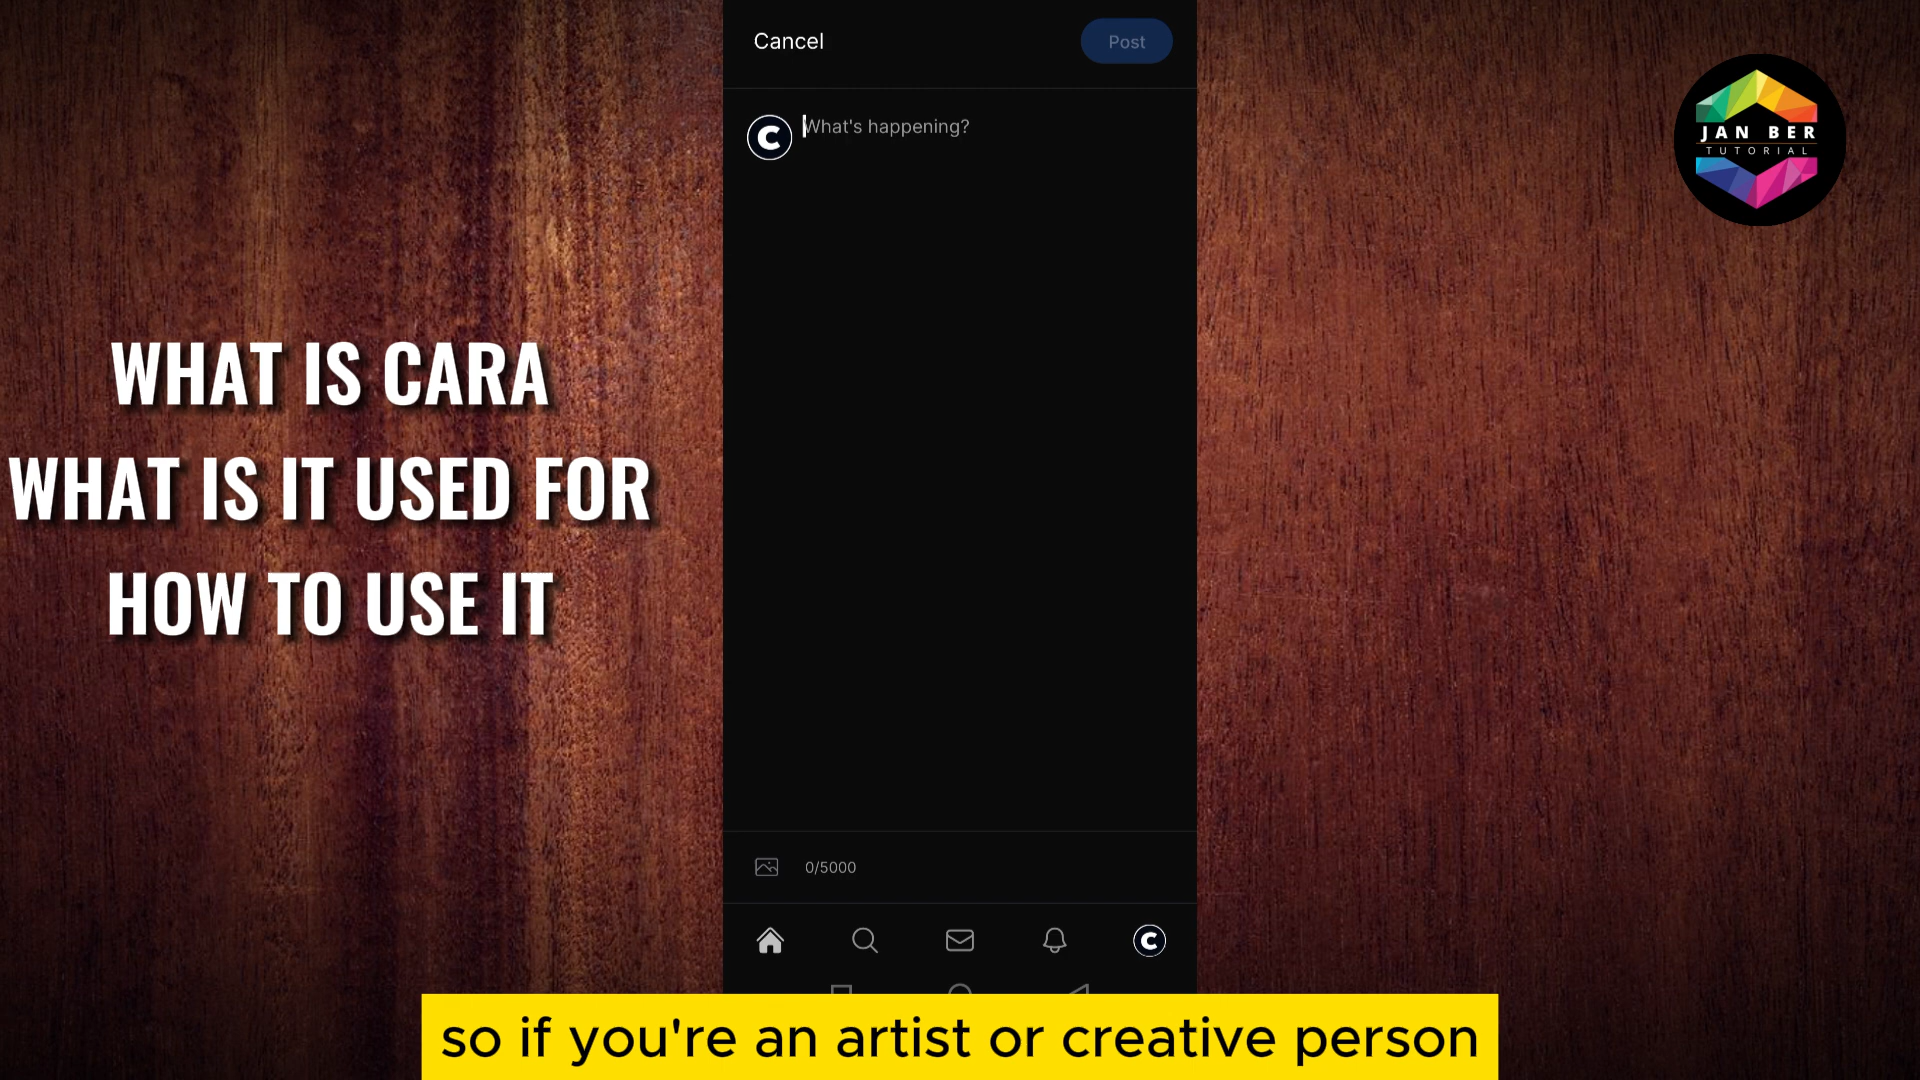 Cancel
Post
What's happening?
JAN BER
TUTORIAL
WHAT IS CARA
WHAT IS IT USED FOR
HOW TO USE IT
0/5000
so if you're an artist or creative person